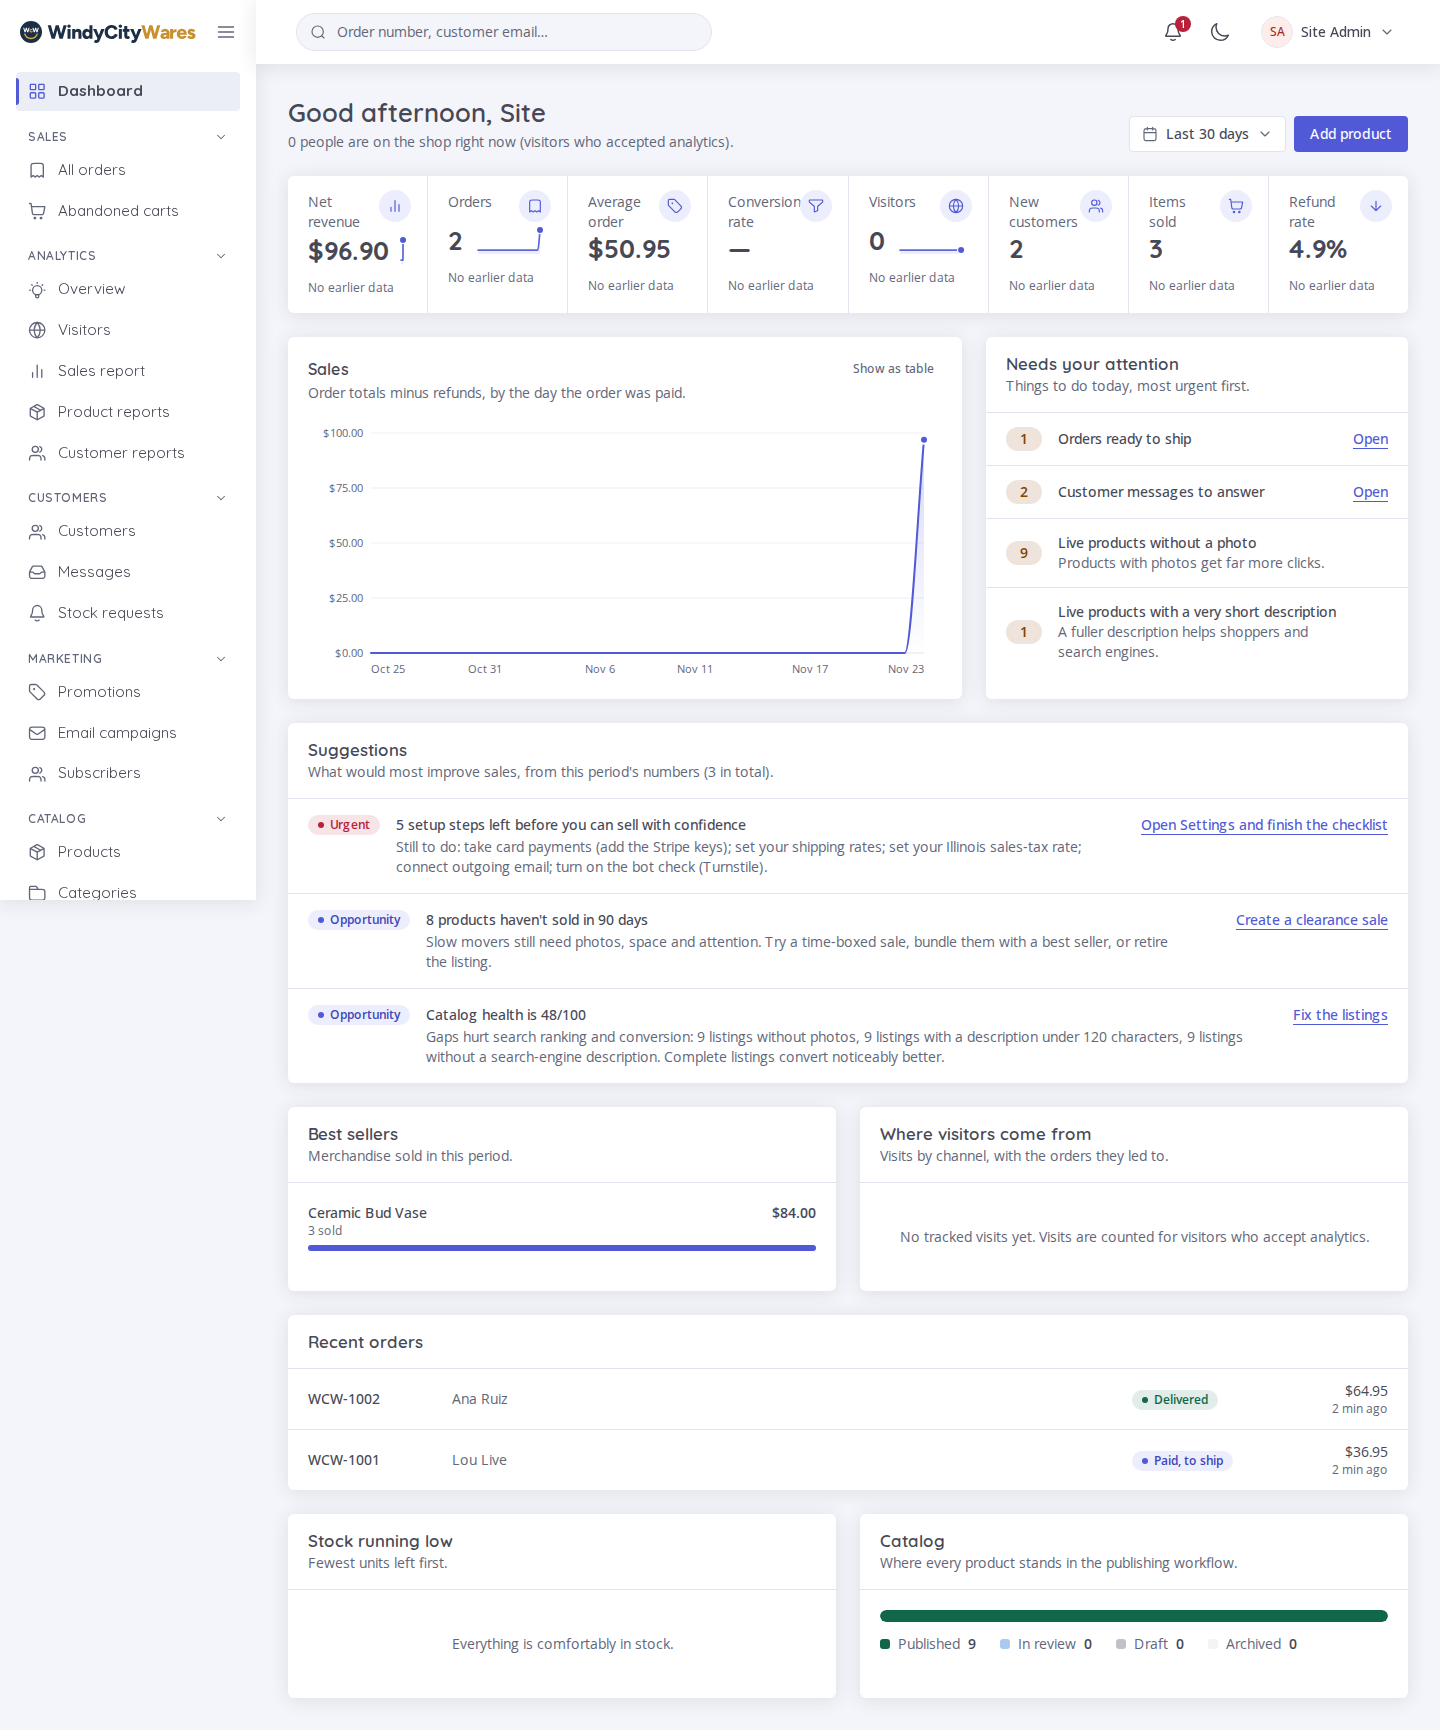 WCW WindyCityWares
Order number, customer email...
1
SA Site Admin
Dashboard
SALES
All orders
Abandoned carts
ANALYTICS
Overview
Visitors
Sales report
Product reports
Customer reports
CUSTOMERS
Customers
Messages
Stock requests
MARKETING
Promotions
Email campaigns
Subscribers
CATALOG
Products
Categories
Good afternoon, Site
0 people are on the shop right now (visitors who accepted analytics).
Last 30 days
Add product
Net
revenue
$96.90
No earlier data
Orders
2
No earlier data
Average
order
$50.95
No earlier data
Conversion
rate
—
No earlier data
Visitors
0
No earlier data
New
customers
2
No earlier data
Items
sold
3
No earlier data
Refund
rate
4.9%
No earlier data
Sales
Show as table
Order totals minus refunds, by the day the order was paid.
$100.00
$75.00
$50.00
$25.00
$0.00
Oct 25 Oct 31 Nov 6 Nov 11 Nov 17 Nov 23
Needs your attention
Things to do today, most urgent first.
1 Orders ready to ship Open
2 Customer messages to answer Open
9 Live products without a photo
Products with photos get far more clicks.
1 Live products with a very short description
A fuller description helps shoppers and
search engines.
Suggestions
What would most improve sales, from this period's numbers (3 in total).
Urgent 5 setup steps left before you can sell with confidence Open Settings and finish the checklist
Still to do: take card payments (add the Stripe keys); set your shipping rates; set your Illinois sales-tax rate;
connect outgoing email; turn on the bot check (Turnstile).
Opportunity 8 products haven't sold in 90 days Create a clearance sale
Slow movers still need photos, space and attention. Try a time-boxed sale, bundle them with a best seller, or retire
the listing.
Opportunity Catalog health is 48/100 Fix the listings
Gaps hurt search ranking and conversion: 9 listings without photos, 9 listings with a description under 120 characters, 9 listings
without a search-engine description. Complete listings convert noticeably better.
Best sellers
Merchandise sold in this period.
Ceramic Bud Vase $84.00
3 sold
Where visitors come from
Visits by channel, with the orders they led to.
No tracked visits yet. Visits are counted for visitors who accept analytics.
Recent orders
WCW-1002 Ana Ruiz Delivered $64.95
2 min ago
WCW-1001 Lou Live Paid, to ship $36.95
2 min ago
Stock running low
Fewest units left first.
Everything is comfortably in stock.
Catalog
Where every product stands in the publishing workflow.
Published 9 In review 0 Draft 0 Archived 0